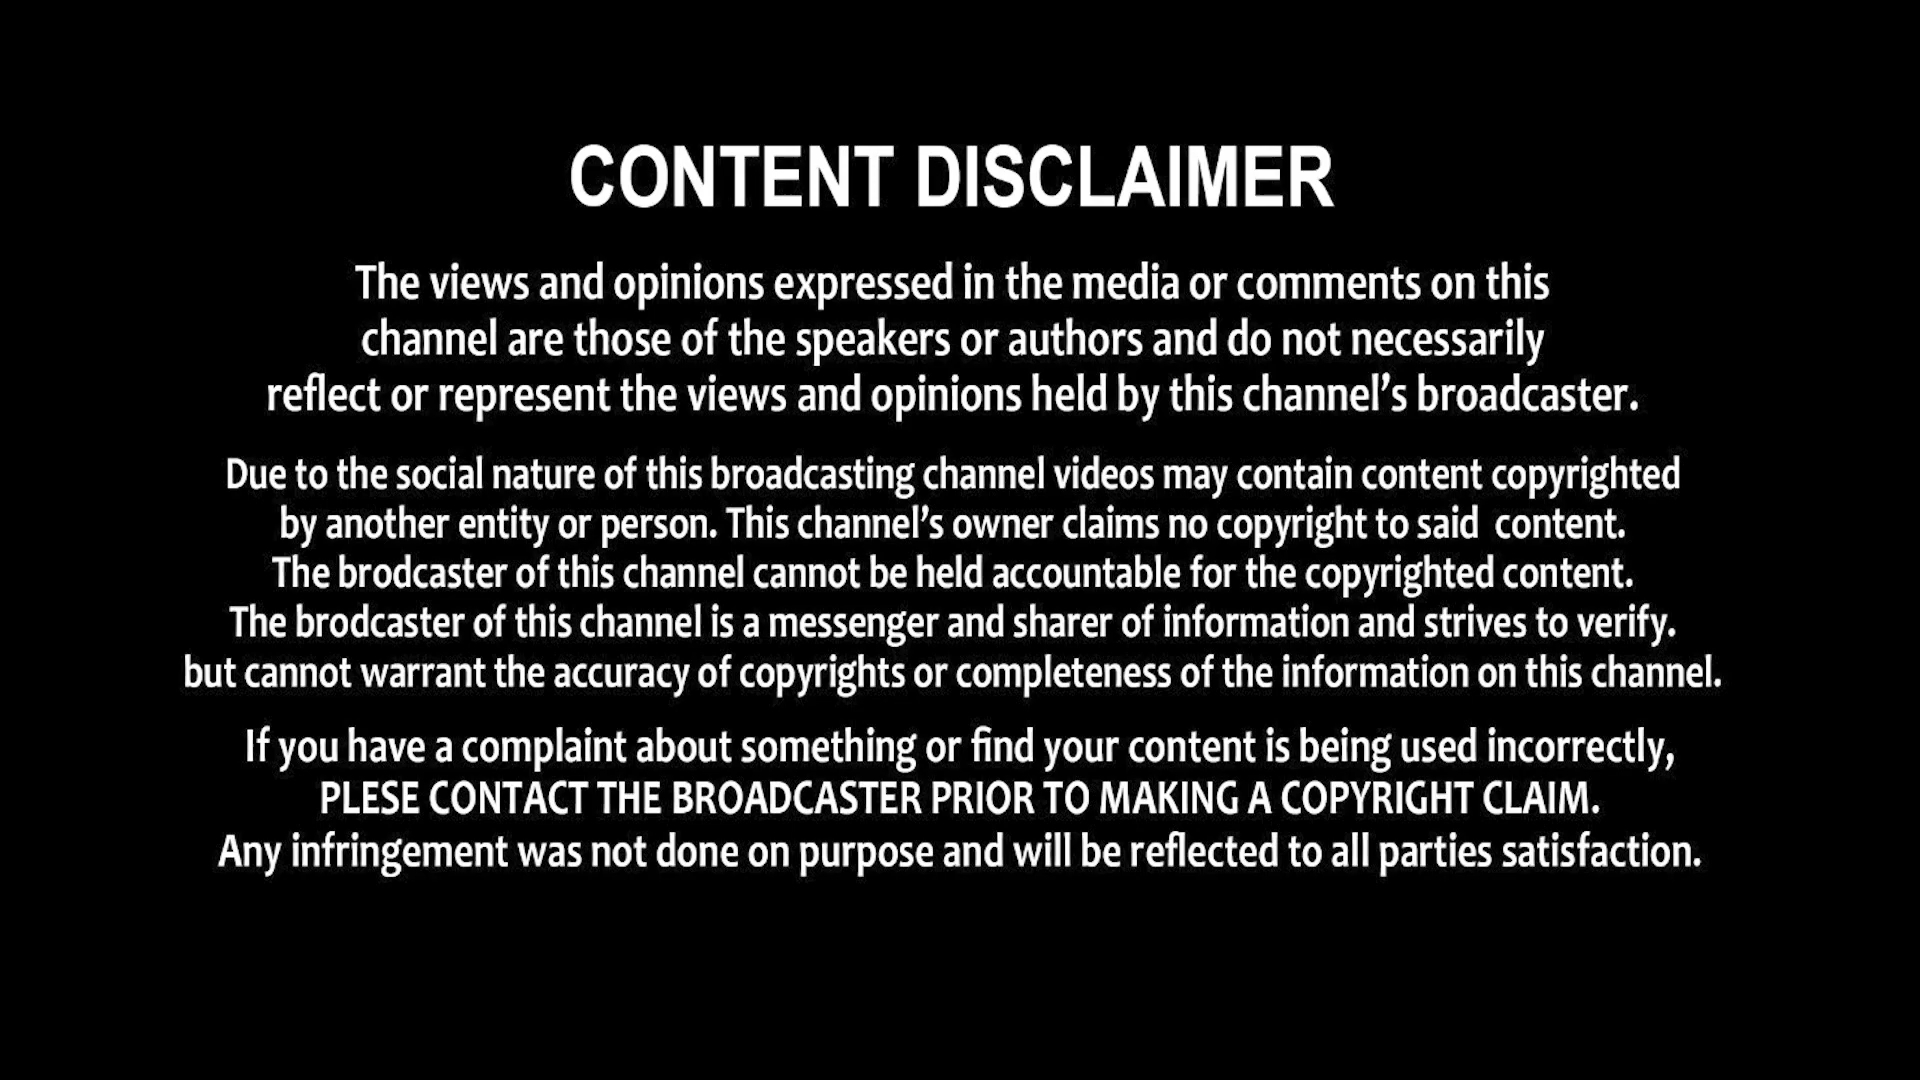 CONTENT DISCLAIMER
The views and opinions expressed in the media or comments on this
channel are those of the speakers or authors and do not necessarily
reflect or represent the views and opinions held by this channel’s broadcaster.
Due to the social nature of this broadcasting channel videos may contain content copyrighted
by another entity or person. This channel’s owner claims no copyright to said content.
The brodcaster of this channel cannot be held accountable for the copyrighted content.
The brodcaster of this channel is a messenger and sharer of information and strives to verify.
but cannot warrant the accuracy of copyrights or completeness of the information on this channel.
If you have a complaint about something or find your content is being used incorrectly,
PLESE CONTACT THE BROADCASTER PRIOR TO MAKING A COPYRIGHT CLAIM.
Any infringement was not done on purpose and will be reflected to all parties satisfaction.